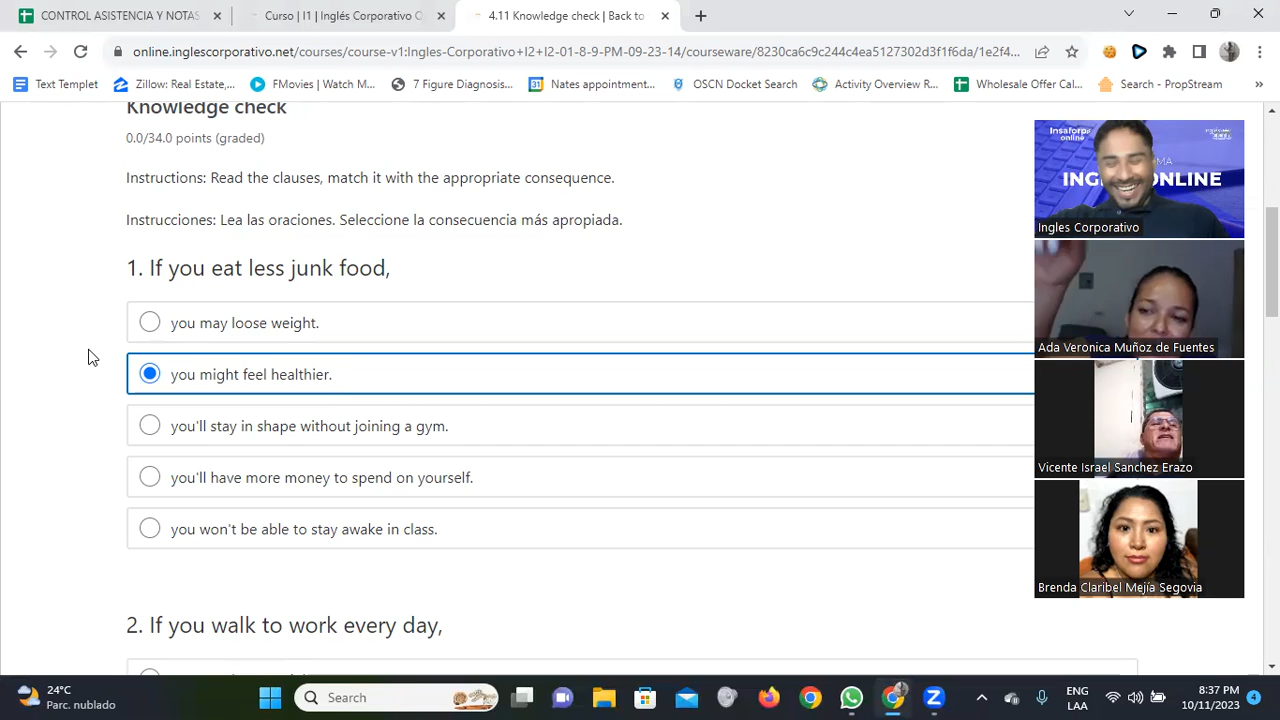 CONTROL ASISTENCIA Y NOTAS
Curso | I1 | Inglés Corporativo O
4.11 Knowledge check | Back to
online.inglescorporativo.net/courses/course-v1:Ingles-Corporativo+I2+I2-01-8-9-PM-09-23-14/courseware/8230ca6c9c244c4ea5127302d3f1f6da/1e2f4...
Text Templet
Zillow: Real Estate,...
FMovies | Watch M...
7 Figure Diagnosis...
Nates appointment...
OSCN Docket Search
Activity Overview R...
Wholesale Offer Cal...
Search - PropStream
»
Knowledge check
0.0/34.0 points (graded)
Instructions: Read the clauses, match it with the appropriate consequence.
Instrucciones: Lea las oraciones. Seleccione la consecuencia más apropiada.
1. If you eat less junk food,
you may loose weight.
you might feel healthier.
you'll stay in shape without joining a gym.
you'll have more money to spend on yourself.
you won't be able to stay awake in class.
2. If you walk to work every day,
Insaforp
online
Ingles Corporativo
Ada Veronica Muñoz de Fuentes
Vicente Israel Sanchez Erazo
Brenda Claribel Mejía Segovia
24°C
Parc. nublado
Search
ENG
LAA
8:37 PM
10/11/2023
4